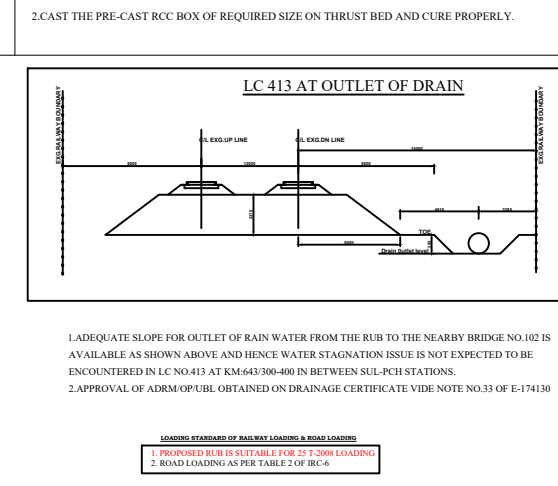 2.CAST THE PRE-CAST RCC BOX OF REQUIRED SIZE ON THRUST BED AND CURE PROPERLY.
LC 413 AT OUTLET OF DRAIN
EXG.RAILWAY BOUNDARY
EXG.RAILWAY BOUNDARY
C/L EXG.UP LINE
C/L EXG.DN LINE
14000
8000
12000
8000
TOE
6000
Drain Outlet level
1.ADEQUATE SLOPE FOR OUTLET OF RAIN WATER FROM THE RUB TO THE NEARBY BRIDGE NO.102 IS
AVAILABLE AS SHOWN ABOVE AND HENCE WATER STAGNATION ISSUE IS NOT EXPECTED TO BE
ENCOUNTERED IN LC NO.413 AT KM:643/300-400 IN BETWEEN SUL-PCH STATIONS.
2.APPROVAL OF ADRM/OP/UBL OBTAINED ON DRAINAGE CERTIFICATE VIDE NOTE NO.33 OF E-174130
LOADING STANDARD OF RAILWAY LOADING & ROAD LOADING
1. PROPOSED RUB IS SUITABLE FOR 25 T-2008 LOADING
2. ROAD LOADING AS PER TABLE 2 OF IRC-6